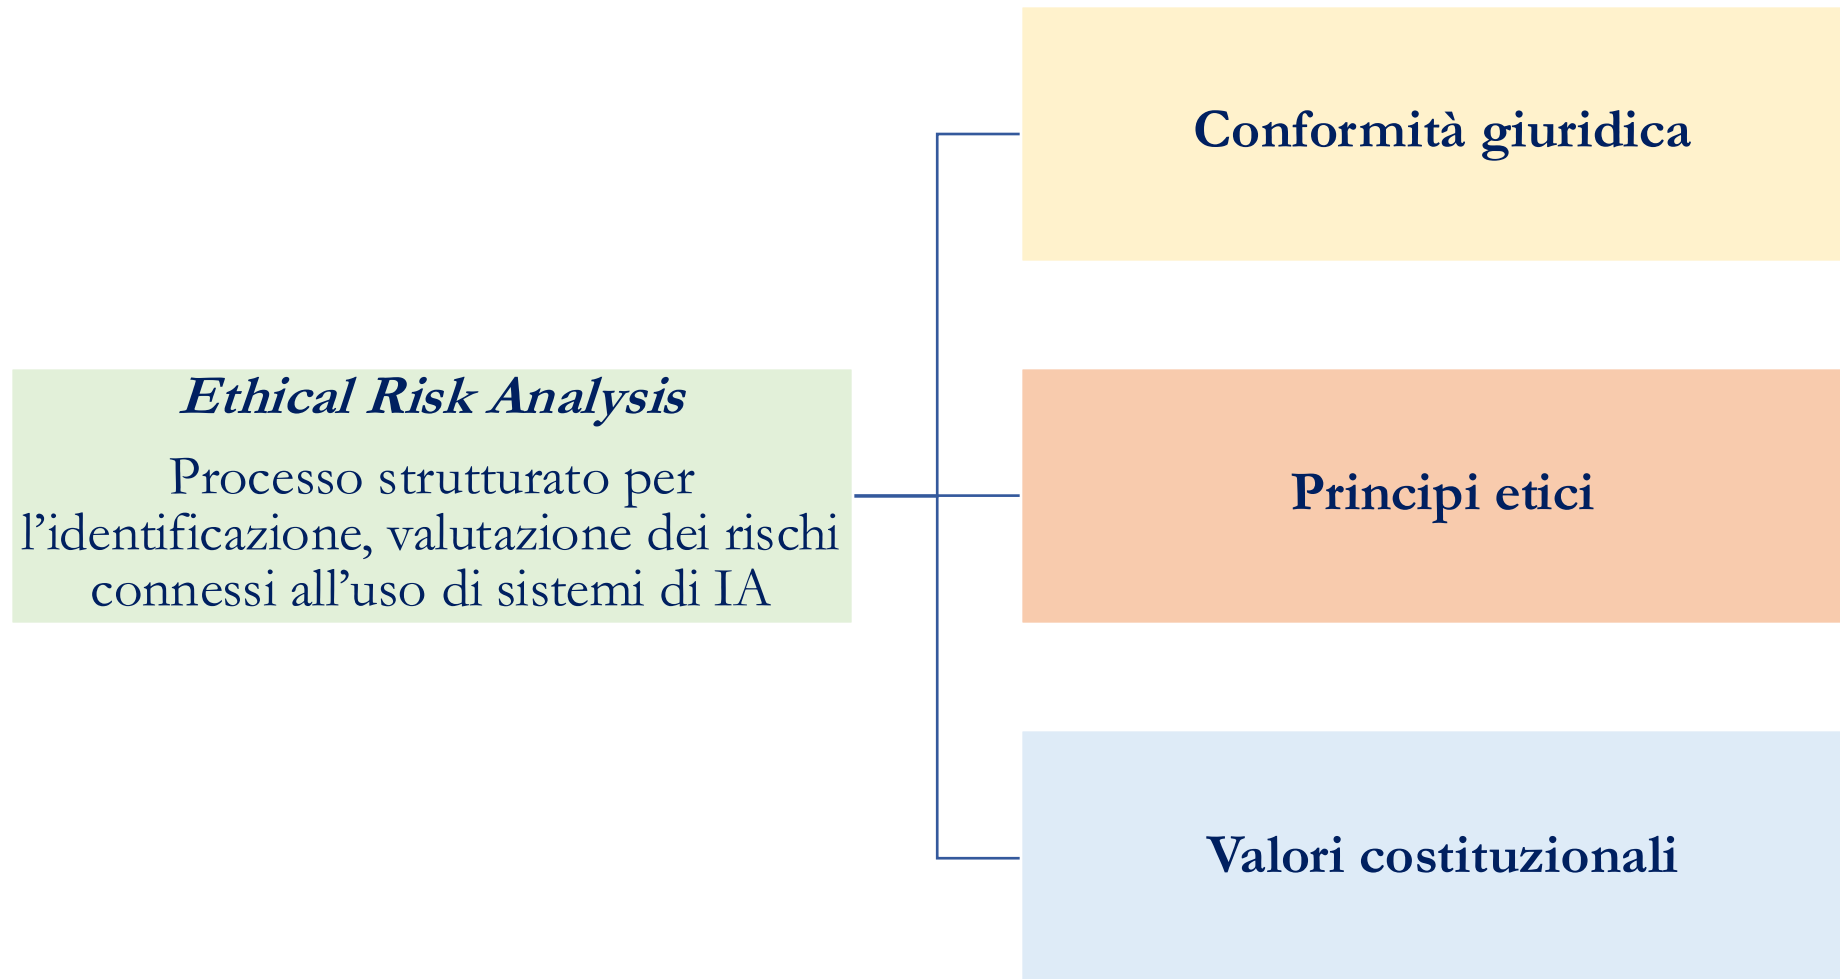 Conformità giuridica
Ethical Risk Analysis
Processo strutturato per
l’identificazione, valutazione dei rischi
connessi all’uso di sistemi di IA
Principi etici
Valori costituzionali